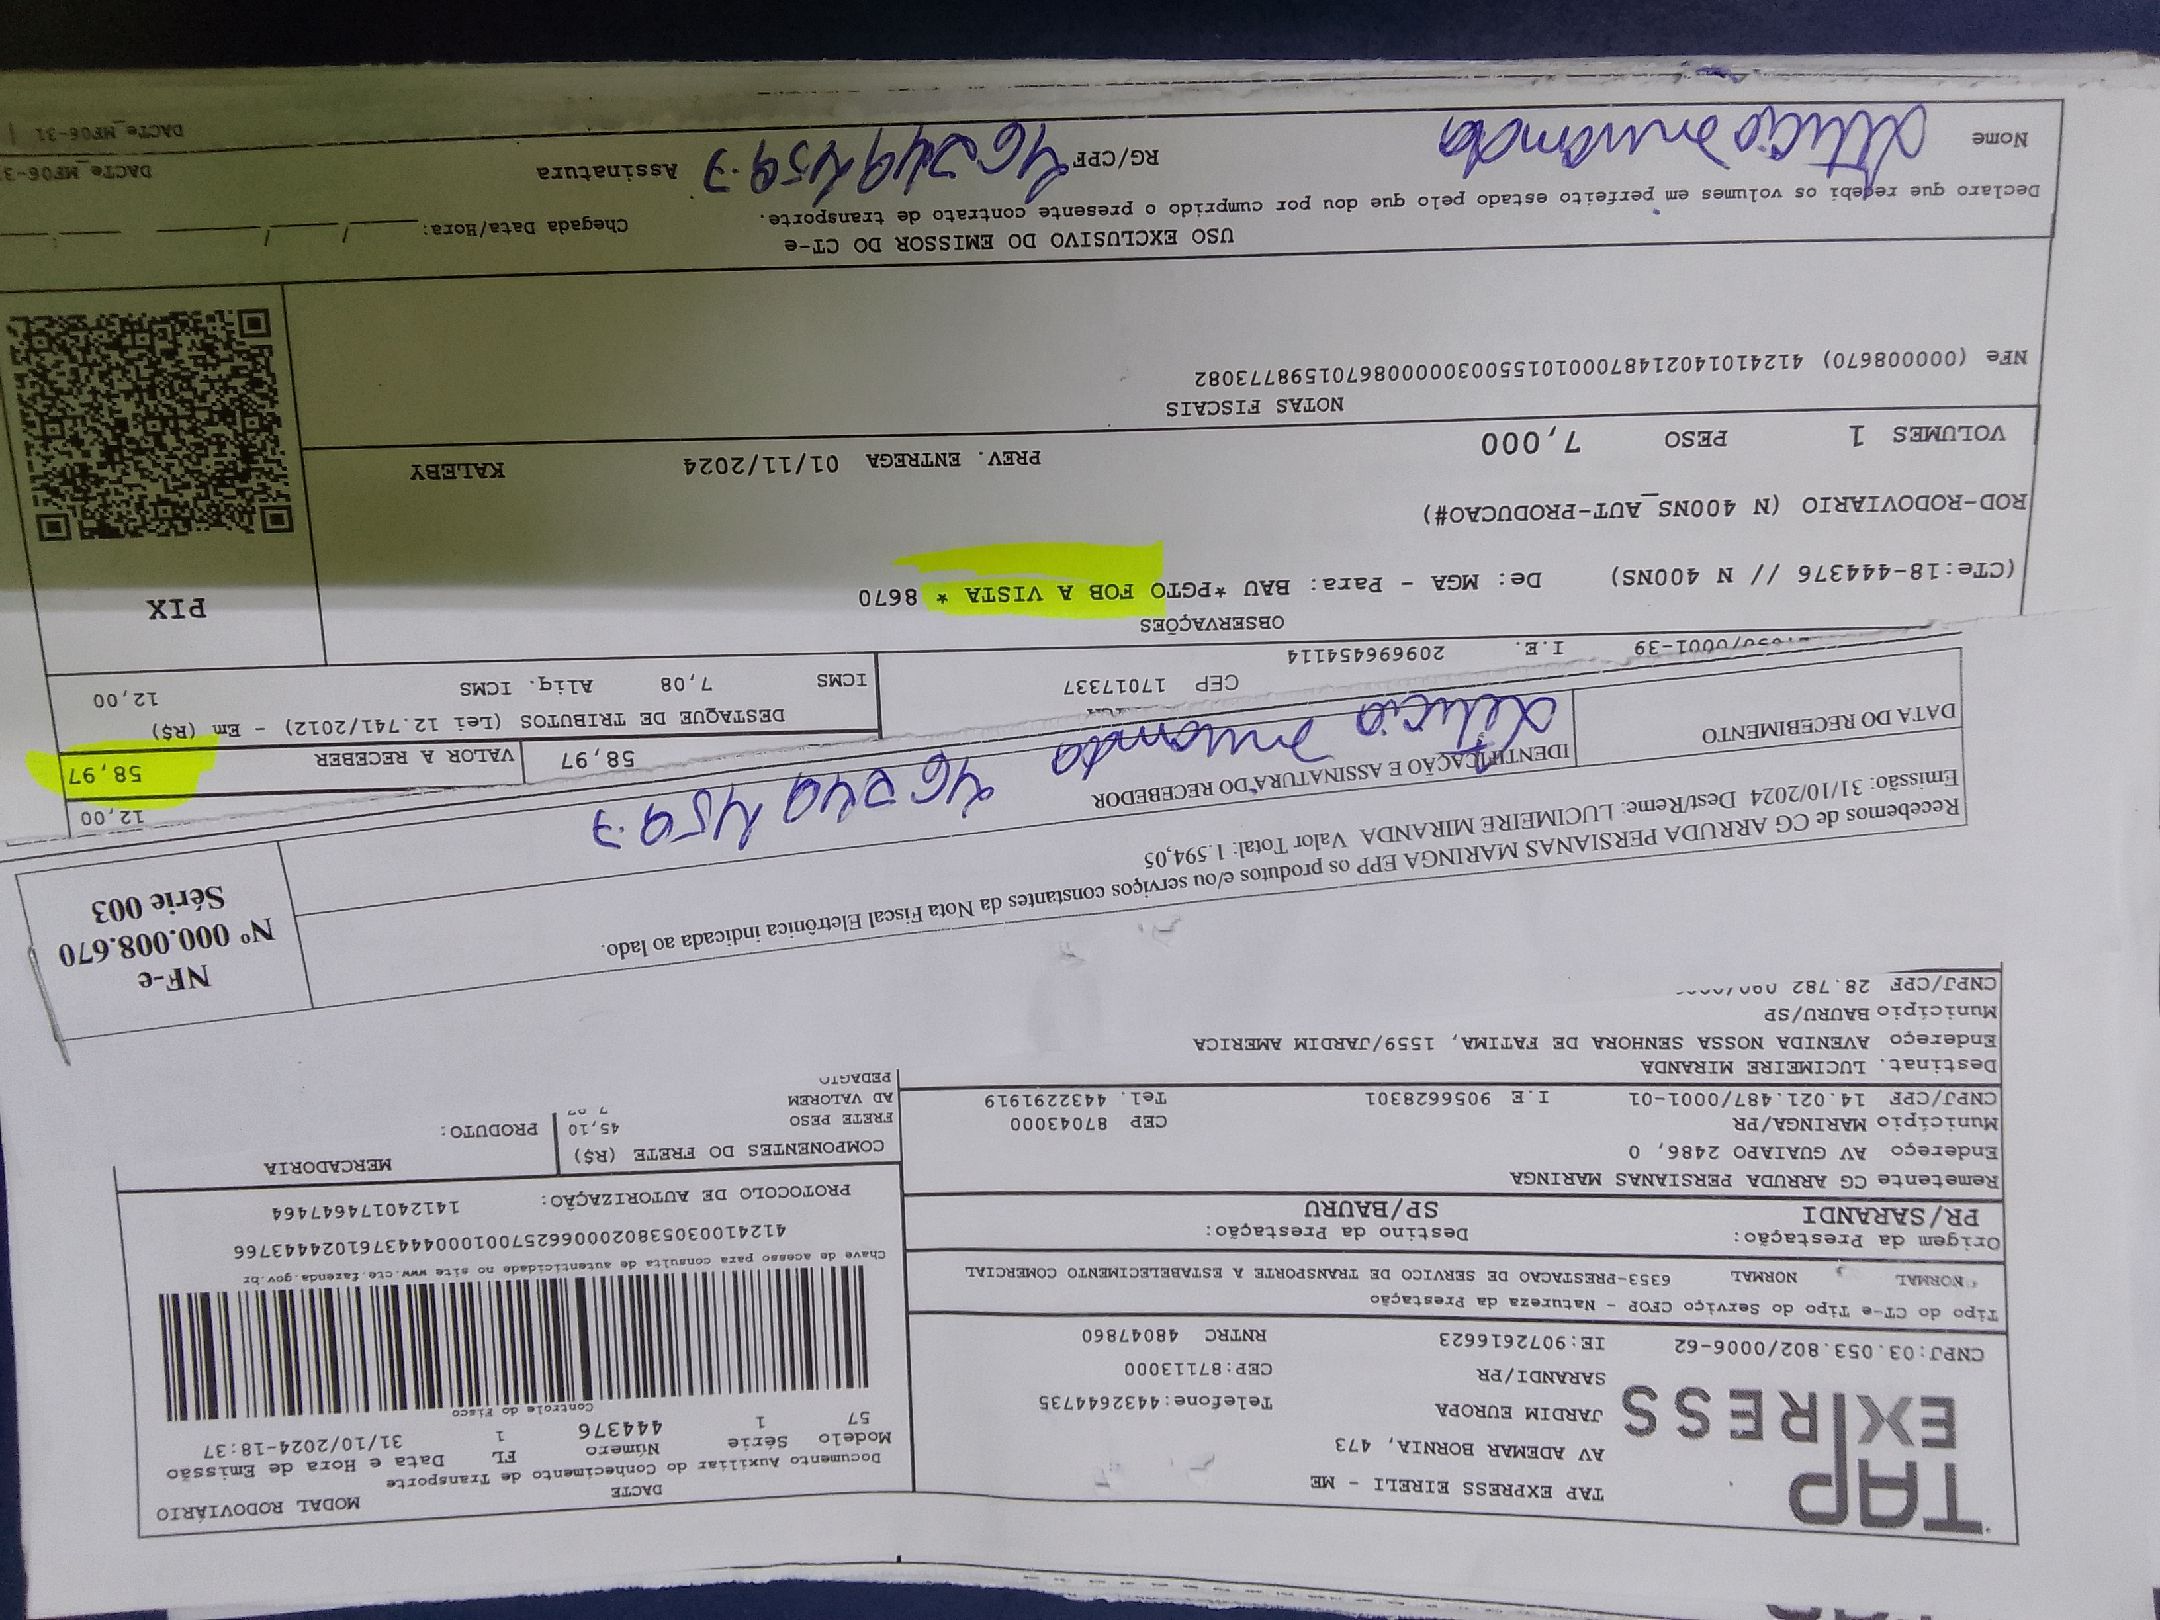 TAP
EXPRESS
TAP EXPRESS EIRELI - ME
AV ADEMAR BORNIA, 473
JARDIM EUROPA
Telefone:4432644735
SARANDI/PR
CEP:87113000
CNPJ:03.053.802/0006-62 IE:9072616623 RNTRC 48047860
DACTE MODAL RODOVIÁRIO
Documento Auxiliar do Conhecimento de Transporte
Modelo Série Número FL Data e Hora de Emissão
57 1 444376 1 31/10/2024-18:37
Controle do Fisco
Tipo do CT-e Tipo do Serviço CFOP - Natureza da Prestação
NORMAL NORMAL 6353-PRESTACAO DE SERVICO DE TRANSPORTE A ESTABELECIMENTO COMERCIAL
Chave de acesso para consulta de autenticidade no site www.cte.fazenda.gov.br
41241003053802000662570010004443761024443766
Origem da Prestação: Destino da Prestação:
PR/SARANDI SP/BAURU
PROTOCOLO DE AUTORIZAÇÃO: 141240174647464
Remetente CG ARRUDA PERSIANAS MARINGA
Endereço AV GUAIAPO 2486, 0
Município MARINGA/PR CEP 87043000
CNPJ/CPF 14.021.487/0001-01 I.E 9056628301 Tel. 4432291919
COMPONENTES DO FRETE (R$) MERCADORIA
FRETE PESO 45,10 PRODUTO:
AD VALOREM
PEDAGIO
Destinat. LUCIMEIRE MIRANDA
Endereço AVENIDA NOSSA SENHORA DE FATIMA, 1559/JARDIM AMERICA
Município BAURU/SP
CNPJ/CPF 28.782
NF-e
Nº 000.008.670
Série 003
Recebemos de CG ARRUDA PERSIANAS MARINGA EPP os produtos e/ou serviços constantes da Nota Fiscal Eletrônica indicada ao lado.
Emissão: 31/10/2024 Dest/Reme: LUCIMEIRE MIRANDA Valor Total: 1.594,05
DATA DO RECEBIMENTO IDENTIFICAÇÃO E ASSINATURA DO RECEBEDOR
12,00
58,97 VALOR A RECEBER 58,97
CEP 17017337
/0001-39 I.E. 209696454114
DESTAQUE DE TRIBUTOS (Lei 12.741/2012) - Em (R$)
ICMS 7,08 Aliq. ICMS 12,00
OBSERVAÇÕES
(CTe:18-444376 // N 400NS) De: MGA - Para: BAU *PGTO FOB A VISTA * 8670
PIX
ROD-RODOVIARIO (N 400NS_AUT-PRODUCAO#)
VOLUMES 1 PESO 7,000 PREV. ENTREGA 01/11/2024 KALEBY
NOTAS FISCAIS
NFe (000008670) 41241014021487000101550030000086701598773082
USO EXCLUSIVO DO EMISSOR DO CT-e
Declaro que recebi os volumes em perfeito estado pelo que dou por cumprido o presente contrato de transporte.
Chegada Data/Hora:
Nome RG/CPF Assinatura
DACTe_MF06-3
DACTe_MF06-31